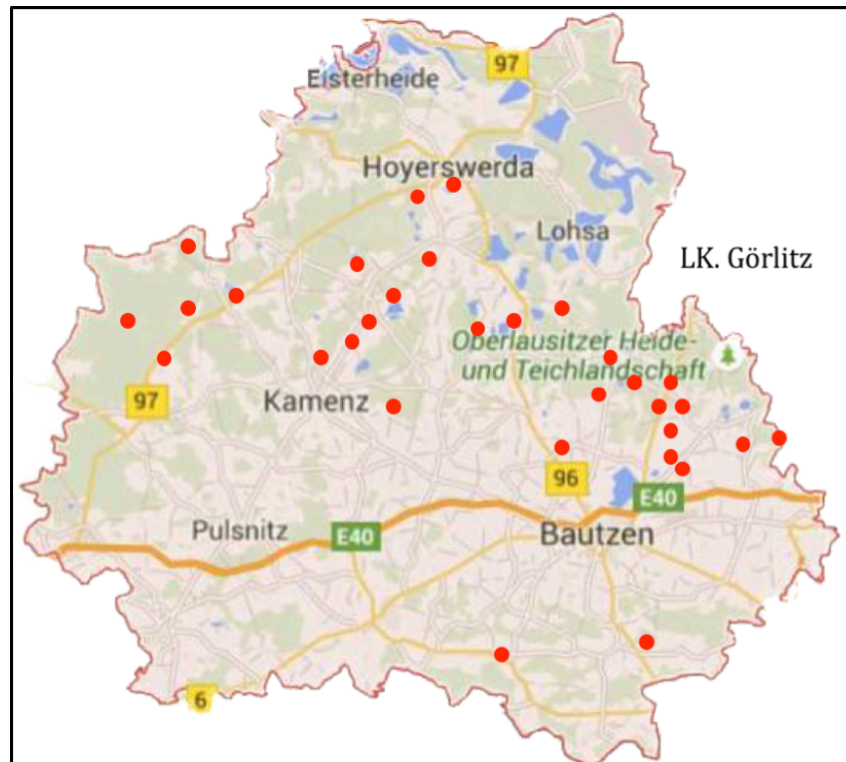 97
Elsterheide
Hoyerswerda
Lohsa
LK. Görlitz
Oberlausitzer Heide-
und Teichlandschaft
97
Kamenz
96
E40
Pulsnitz
E40
Bautzen
6